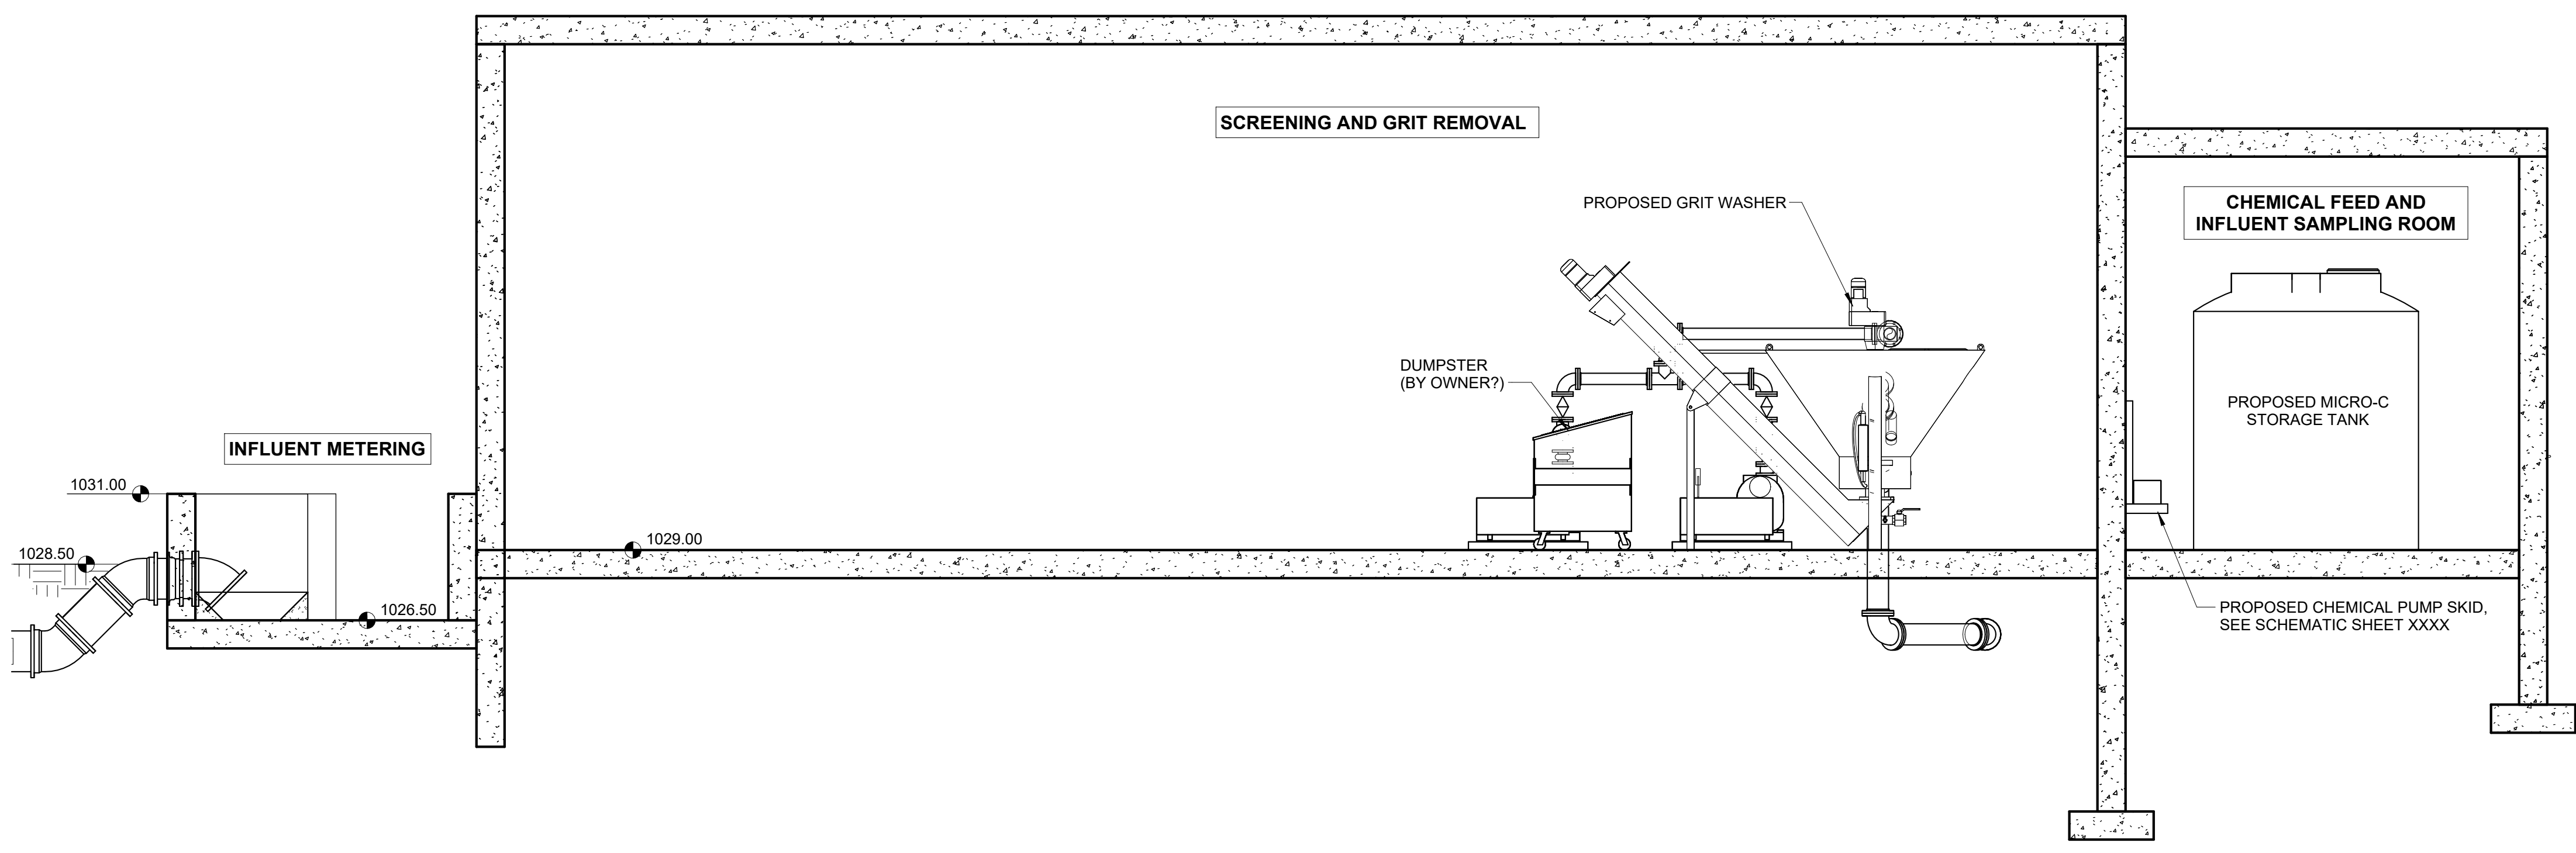 SCREENING AND GRIT REMOVAL
PROPOSED GRIT WASHER
CHEMICAL FEED AND
INFLUENT SAMPLING ROOM
DUMPSTER
(BY OWNER?)
PROPOSED MICRO-C
STORAGE TANK
INFLUENT METERING
1031.00
1029.00
1028.50
1026.50
PROPOSED CHEMICAL PUMP SKID,
SEE SCHEMATIC SHEET XXXX